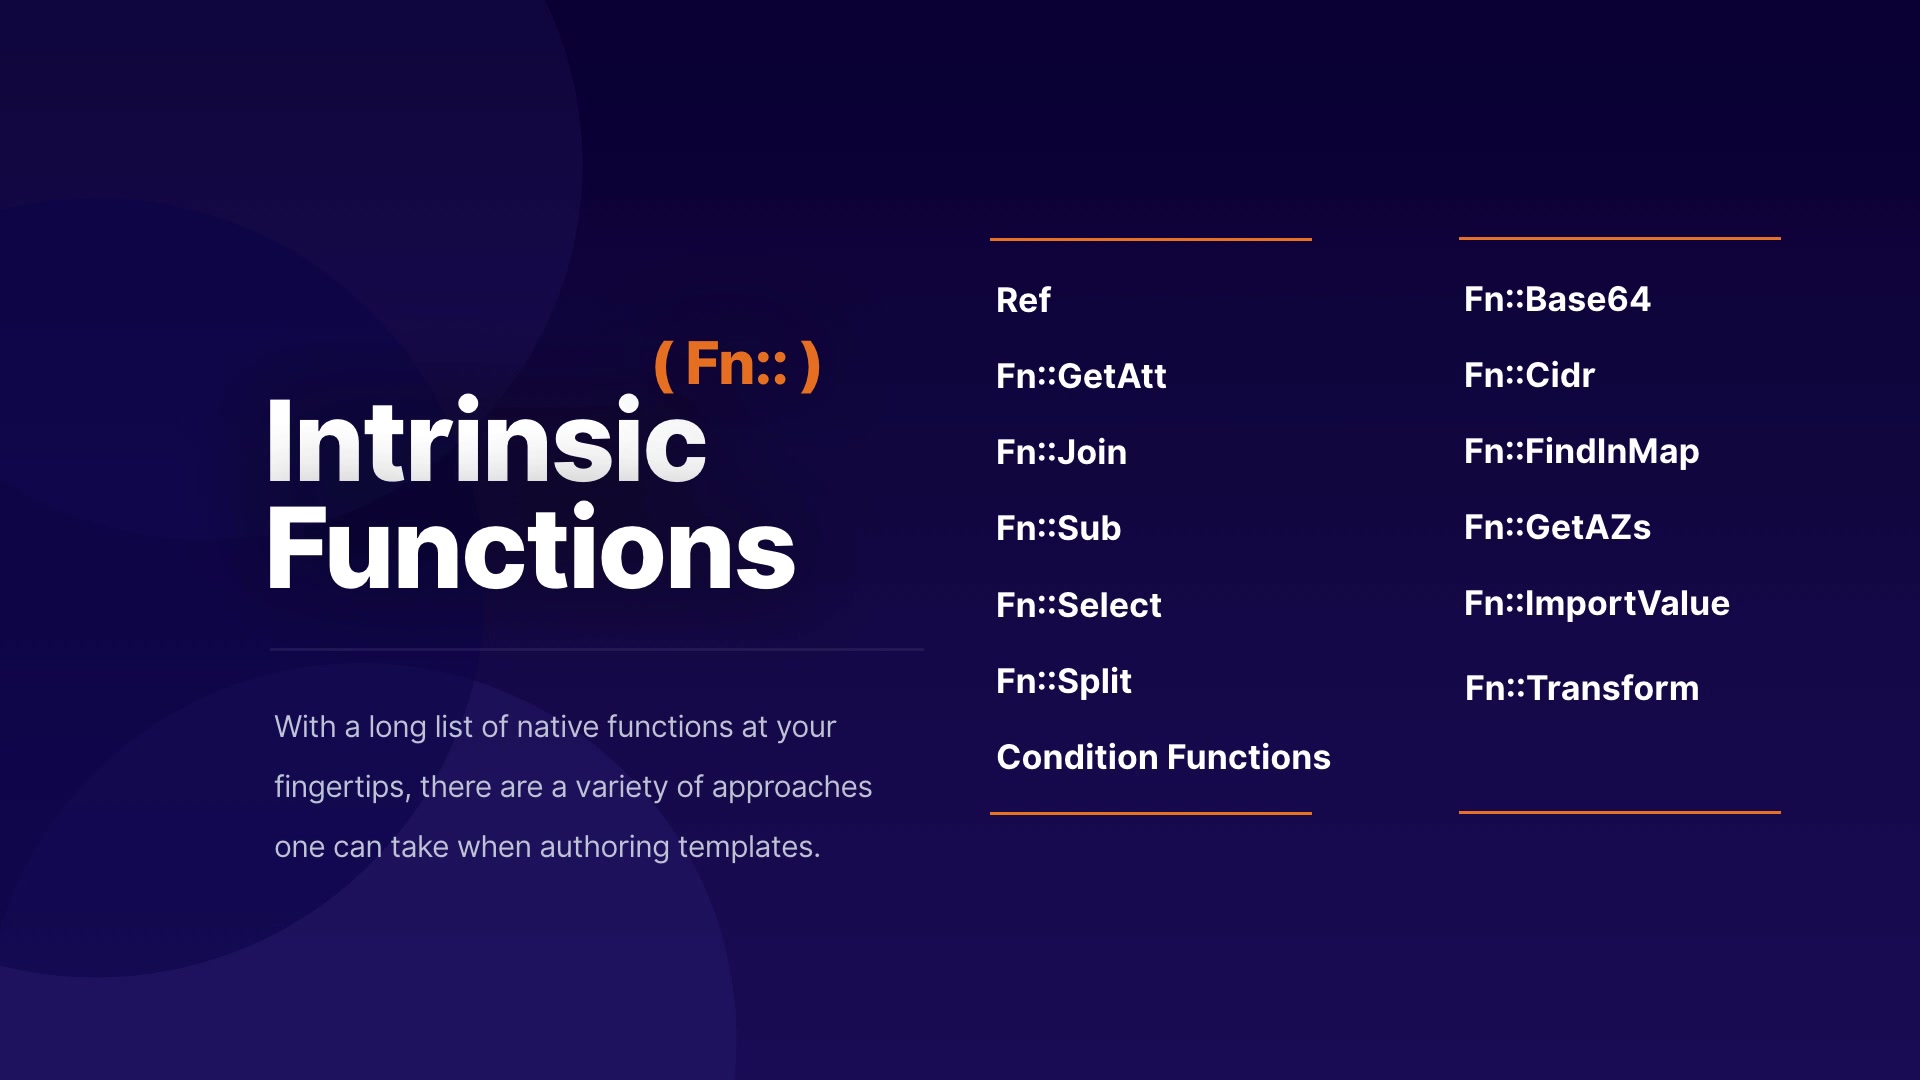 ( Fn:: )
Intrinsic
Functions
With a long list of native functions at your
fingertips, there are a variety of approaches
one can take when authoring templates.
Ref
Fn::GetAtt
Fn::Join
Fn::Sub
Fn::Select
Fn::Split
Condition Functions
Fn::Base64
Fn::Cidr
Fn::FindInMap
Fn::GetAZs
Fn::ImportValue
Fn::Transform